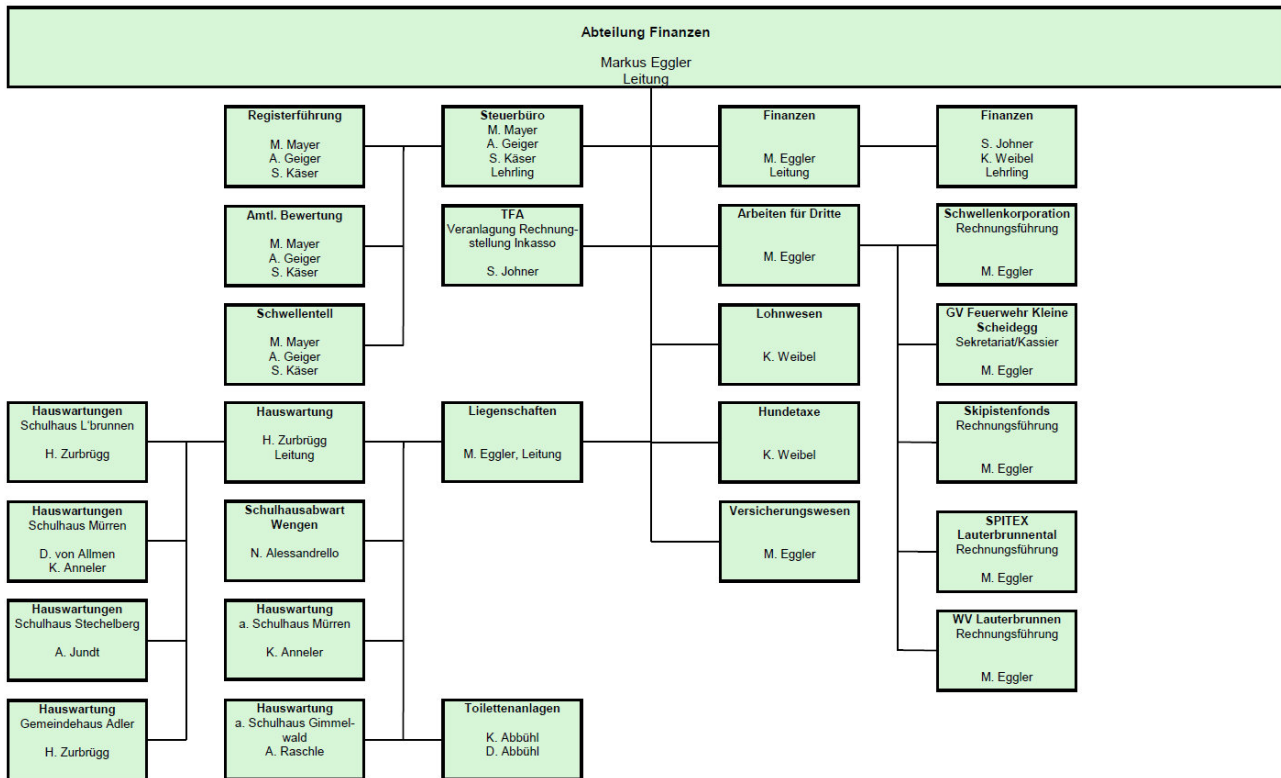 Abteilung Finanzen
Markus Eggler
Leitung
Registerführung
M. Mayer
A. Geiger
S. Käser
Steuerbüro
M. Mayer
A. Geiger
S. Käser
Lehrling
Finanzen
M. Eggler
Leitung
Finanzen
S. Johner
K. Weibel
Lehrling
Amtl. Bewertung
M. Mayer
A. Geiger
S. Käser
TFA
Veranlagung Rechnung-
stellung Inkasso
S. Johner
Arbeiten für Dritte
M. Eggler
Schwellenkorporation
Rechnungsführung
M. Eggler
Schwellentell
M. Mayer
A. Geiger
S. Käser
Lohnwesen
K. Weibel
GV Feuerwehr Kleine
Scheidegg
Sekretariat/Kassier
M. Eggler
Hauswartungen
Schulhaus L'brunnen
H. Zurbrügg
Hauswartung
H. Zurbrügg
Leitung
Liegenschaften
M. Eggler, Leitung
Hundetaxe
K. Weibel
Skipistenfonds
Rechnungsführung
M. Eggler
Hauswartungen
Schulhaus Mürren
D. von Allmen
K. Anneler
Schulhausabwart
Wengen
N. Alessandrello
Versicherungswesen
M. Eggler
SPITEX
Lauterbrunnental
Rechnungsführung
M. Eggler
Hauswartungen
Schulhaus Stechelberg
A. Jundt
Hauswartung
a. Schulhaus Mürren
K. Anneler
WV Lauterbrunnen
Rechnungsführung
M. Eggler
Hauswartung
Gemeindehaus Adler
H. Zurbrügg
Hauswartung
a. Schulhaus Gimmel-
wald
A. Raschle
Toilettenanlagen
K. Abbühl
D. Abbühl